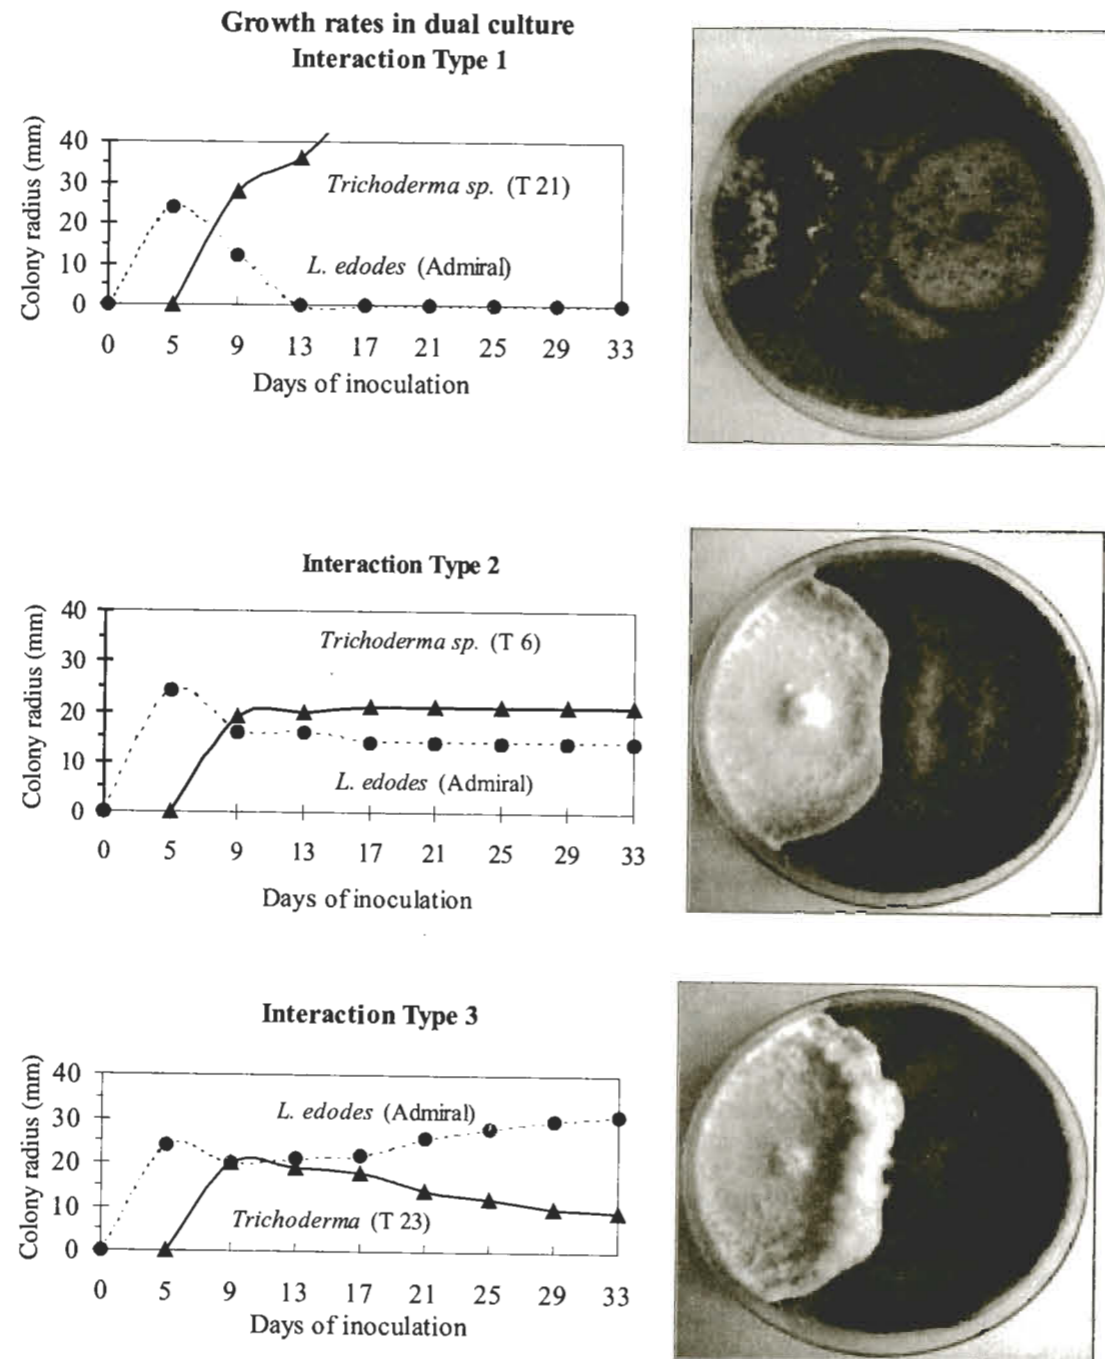 Growth rates in dual culture
Interaction Type 1
Colony radius (mm)
40
30
20
10
0
Trichoderma sp. (T 21)
L. edodes (Admiral)
0 5 9 13 17 21 25 29 33
Days of inoculation
Interaction Type 2
Colony radius (mm)
40
30
20
10
0
Trichoderma sp. (T 6)
L. edodes (Admiral)
0 5 9 13 17 21 25 29 33
Days of inoculation
Interaction Type 3
Colony radius (mm)
40
30
20
10
0
L. edodes (Admiral)
Trichoderma (T 23)
0 5 9 13 17 21 25 29 33
Days of inoculation